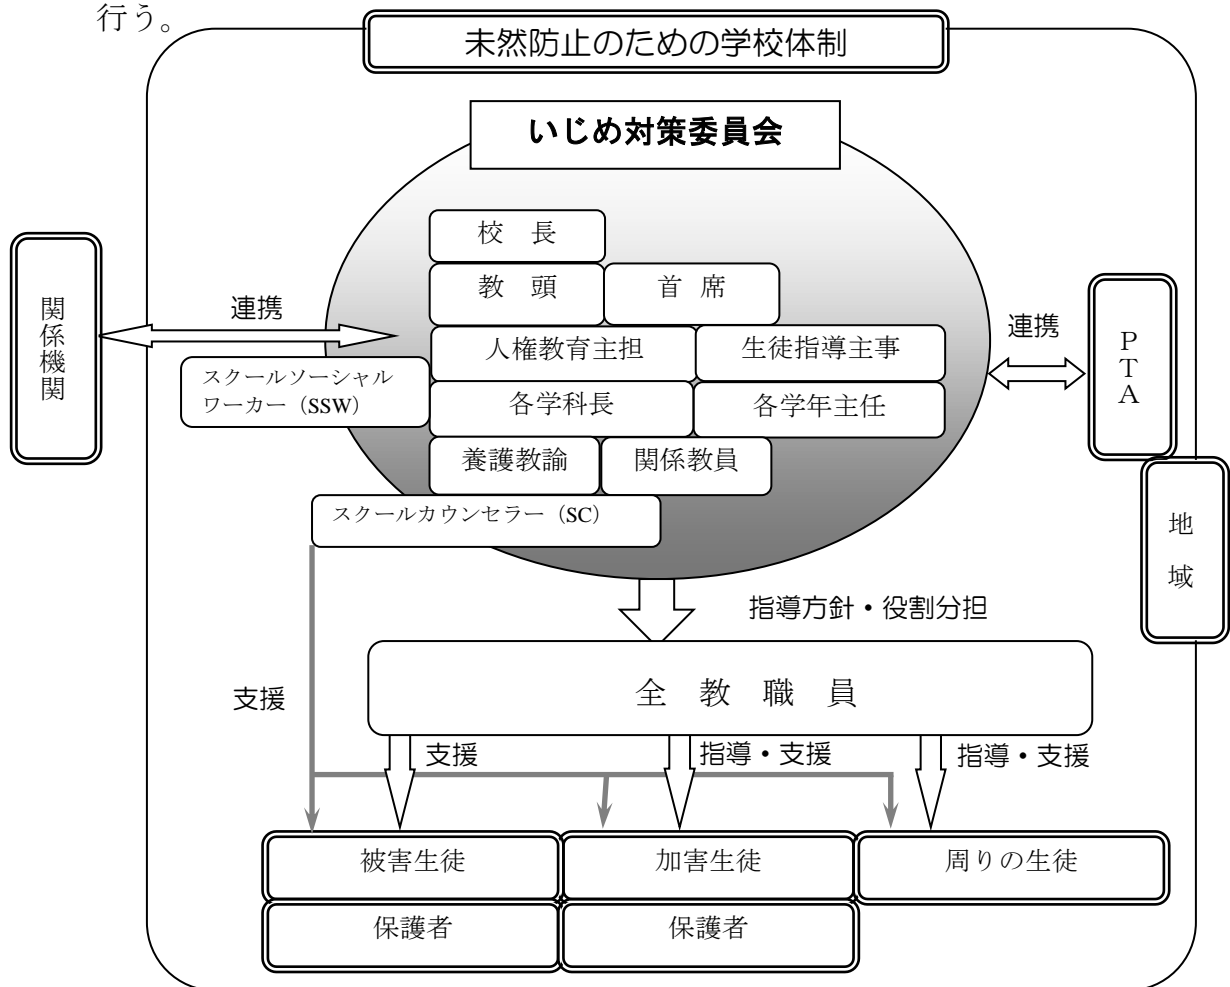 行う。
未然防止のための学校体制
いじめ対策委員会
校　長
教　頭
首　席
関係機関
連携
人権教育主担
生徒指導主事
連携
PTA
スクールソーシャル
ワーカー（SSW）
各学科長
各学年主任
養護教諭
関係教員
スクールカウンセラー（SC）
地域
指導方針・役割分担
全　教　職　員
支援
支援
指導・支援
指導・支援
被害生徒
加害生徒
周りの生徒
保護者
保護者